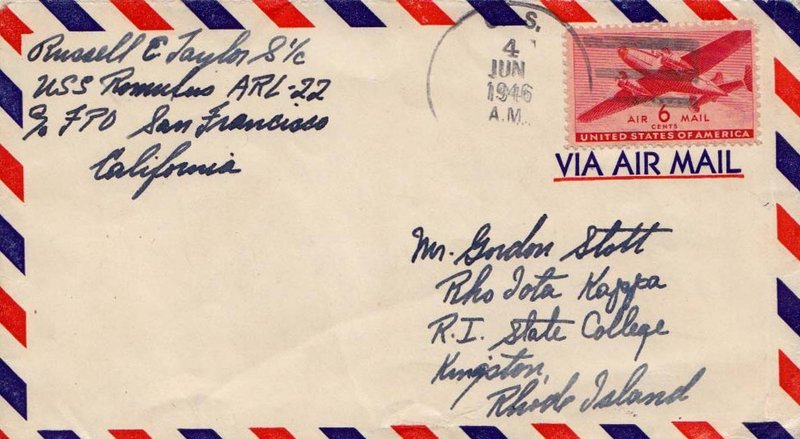 Russell E Taylor S1/c
USS Romulus ARL-22
c/o FPO San Francisco
California
U. S.
4
JUN
1946
A.M.
AIR 6 MAIL
CENTS
UNITED STATES OF AMERICA
VIA AIR MAIL
Mr. Gordon Stott
Rho Iota Kappa
R.I. State College
Kingston,
Rhode Island